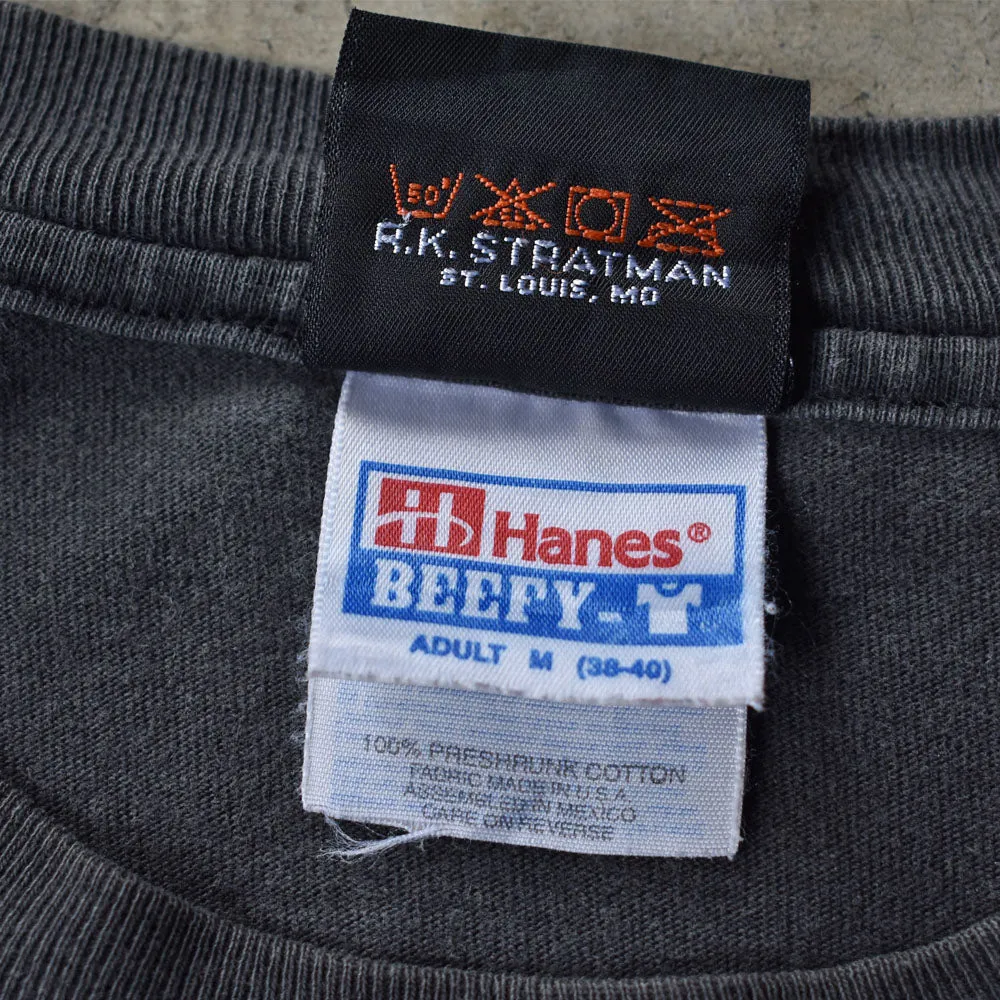 50°
R.K. STRATMAN
ST. LOUIS, MO
Hanes®
BEEFY-
ADULT M (38-40)
100% PRESHRUNK COTTON
FABRIC MADE IN U.S.A.
ASSEMBLED IN MEXICO
CARE ON REVERSE